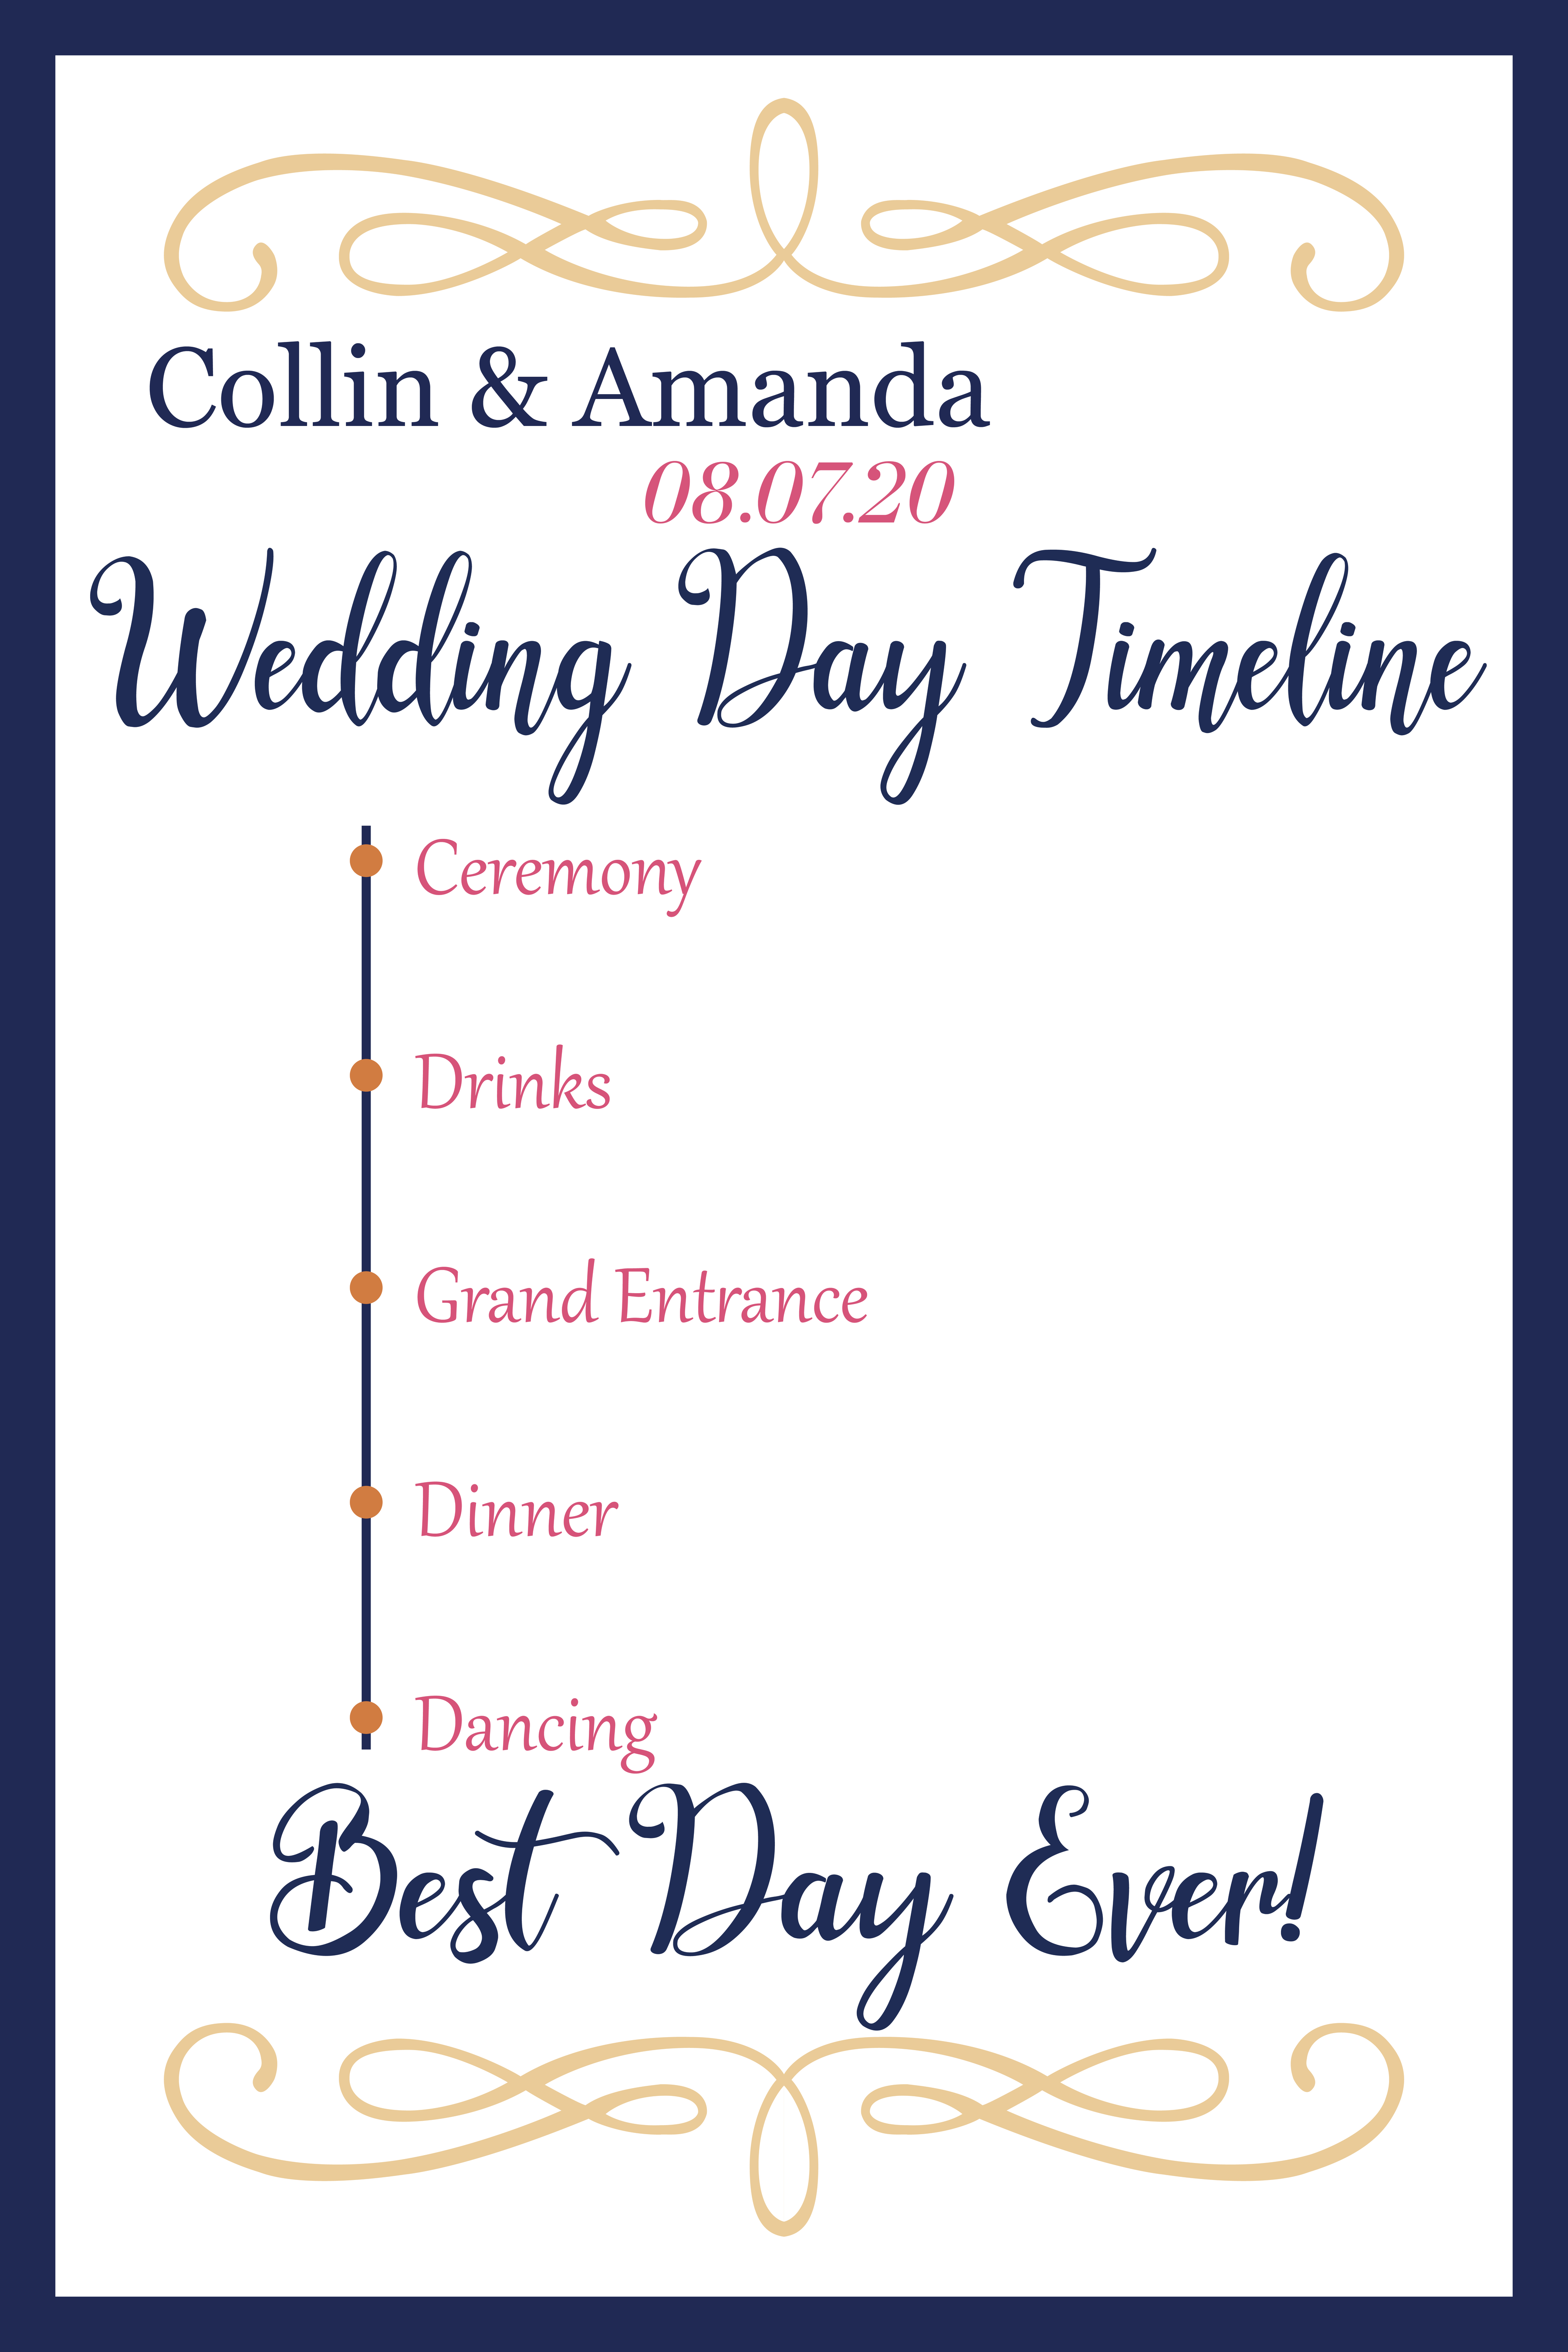 Collin & Amanda
08.07.20
Wedding Day Timeline
Ceremony
Drinks
Grand Entrance
Dinner
Dancing
Best Day Ever!